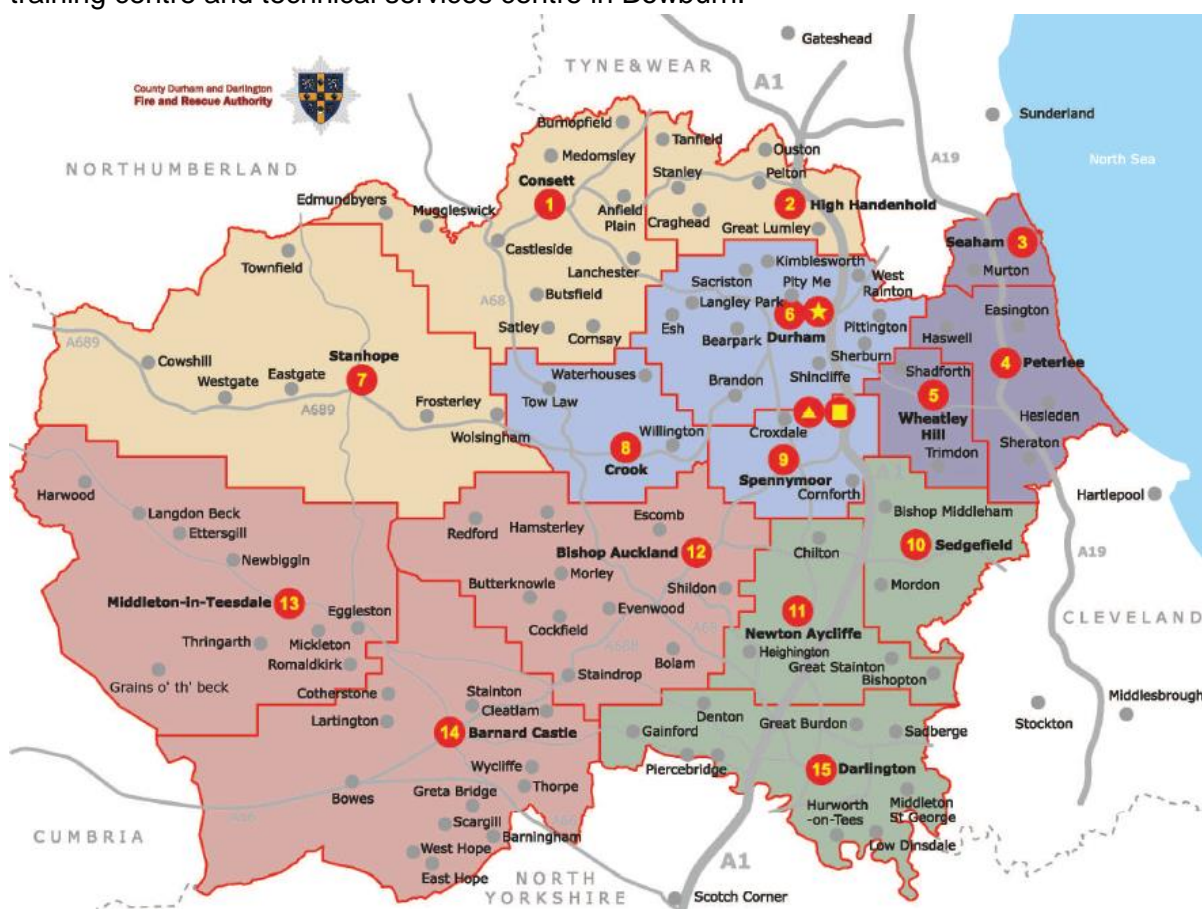 training centre and technical services centre in Bowburn.
Gateshead
TYNE&WEAR
A1
County Durham and Darlington
Fire and Rescue Authority
Sunderland
Burnopfield
Tanfield
Ouston
A19
North Sea
NORTHUMBERLAND
Medomsley
Stanley
Pelton
Consett
1
Edmundbyers
Muggleswick
Anfield
Plain
Craghead
2
High Handenhold
Great Lumley
Castleside
Seaham
3
Townfield
Lanchester
Kimblesworth
Murton
Sacriston
Pity Me
West
Rainton
A68
Butsfield
Langley Park
6
Easington
Satley
Cornsay
Esh
Durham
Pittington
Haswell
A689
Bearpark
Sherburn
Cowshill
Stanhope
4
Peterlee
Westgate
Eastgate
7
Waterhouses
Brandon
Shincliffe
Shadforth
5
Tow Law
Wheatley
Hill
Hesleden
A689
Frosterley
Wolsingham
Willington
Croxdale
8
Crook
9
Spennymoor
Trimdon
Sheraton
A1
Harwood
Cornforth
Hartlepool
Langdon Beck
Hamsterley
Escomb
Bishop Middleham
Ettersgill
Redford
Chilton
10
Sedgefield
Newbiggin
Bishop Auckland
12
A19
Morley
Butterknowle
Shildon
Mordon
Middleton-in-Teesdale
13
Eggleston
Evenwood
11
CLEVELAND
Cockfield
Newton Aycliffe
Thringarth
Mickleton
A688
A68
Heighington
Romaldkirk
Bolam
Great Stainton
Grains o' th' beck
Staindrop
Bishopton
Cotherstone
Stainton
Middlesbrough
Lartington
Cleatlam
Denton
Great Burdon
Stockton
14
Barnard Castle
Gainford
Sadberge
Wycliffe
Piercebridge
15
Darlington
Bowes
Greta Bridge
Thorpe
Hurworth
-on-Tees
Middleton
St George
A66
Scargill
A66
CUMBRIA
Barningham
West Hope
Low Dinsdale
East Hope
A1
NORTH
YORKSHIRE
Scotch Corner